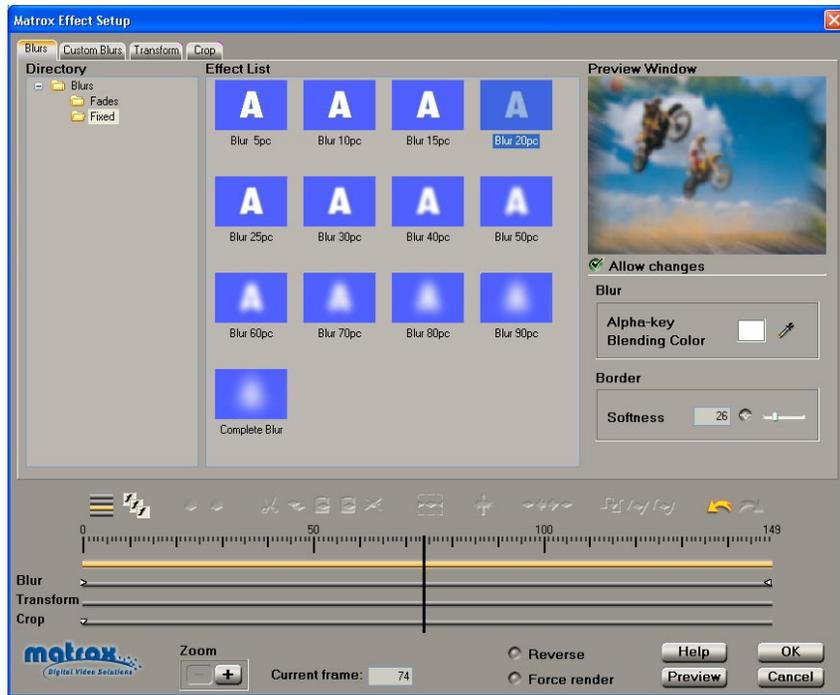 Matrox Effect Setup
Blurs Custom Blurs Transform Crop
Directory Effect List Preview Window
Blurs
Fades
Fixed
A A A A
Blur 5pc Blur 10pc Blur 15pc Blur 20pc
A A A A
Blur 25pc Blur 30pc Blur 40pc Blur 50pc
A A A A
Blur 60pc Blur 70pc Blur 80pc Blur 90pc
A
Complete Blur
Allow changes
Blur
Alpha-key
Blending Color
Border
Softness 26
0 50 100 149
Blur
Transform
Crop
matrox
Digital Video Solutions
Zoom
- +
Current frame: 74
Reverse
Force render
Help OK
Preview Cancel